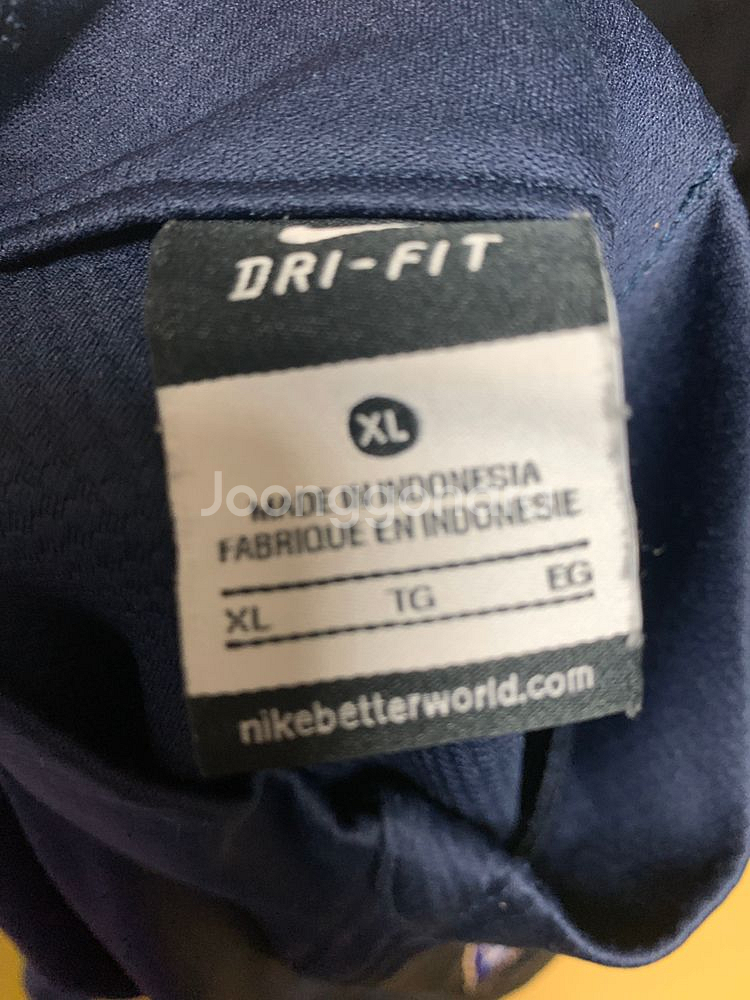 DRI-FIT
XL
MADE IN INDONESIA
FABRIQUE EN INDONESIE
XL TG EG
nikebetterworld.com